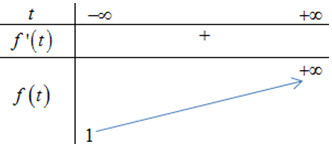 t −∞ +∞
f'(t) +
+∞
f(t)
1